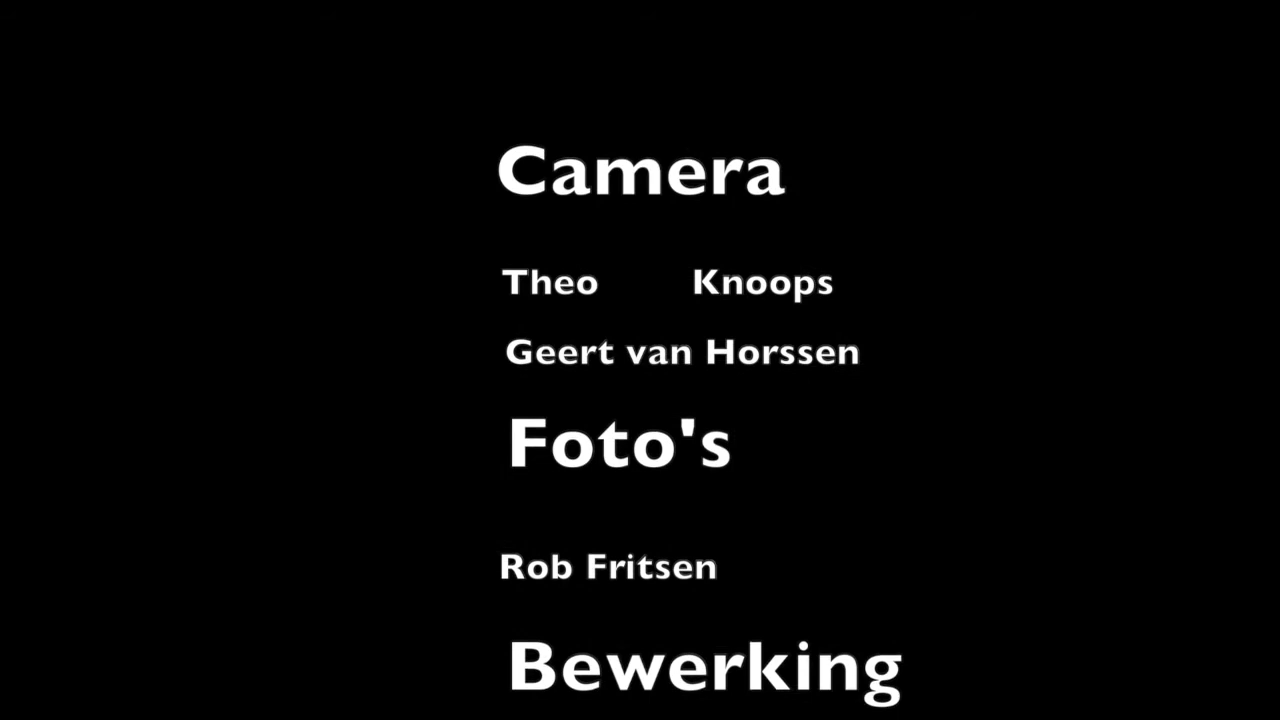 Camera
Theo Knoops
Geert van Horssen
Foto's
Rob Fritsen
Bewerking